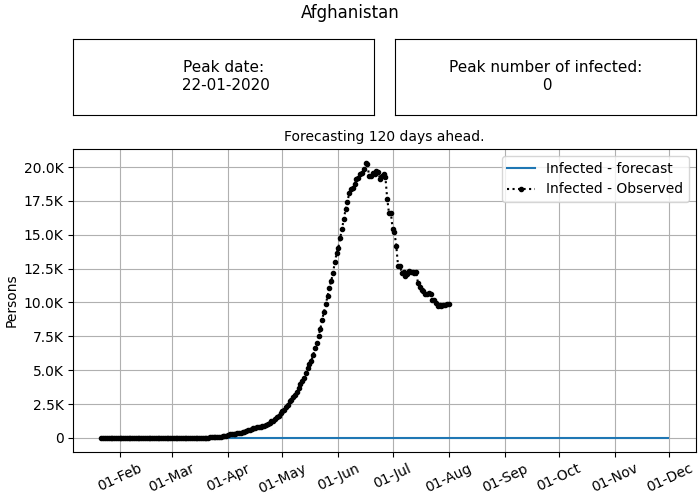 Afghanistan
Peak date:
22-01-2020
Peak number of infected:
0
Forecasting 120 days ahead.
Infected - forecast
Infected - Observed
Persons
20.0K
17.5K
15.0K
12.5K
10.0K
7.5K
5.0K
2.5K
0
01-Feb
01-Mar
01-Apr
01-May
01-Jun
01-Jul
01-Aug
01-Sep
01-Oct
01-Nov
01-Dec